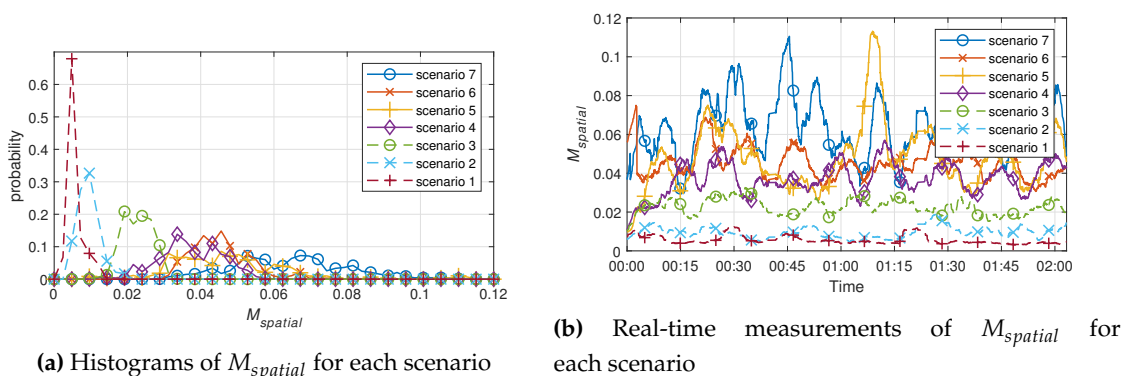 0.6
0.5
0.4
0.3
0.2
0.1
0
probability
0 0.02 0.04 0.06 0.08 0.1 0.12
M_spatial
scenario 7
scenario 6
scenario 5
scenario 4
scenario 3
scenario 2
scenario 1
(a) Histograms of M_spatial for each scenario
0.12
0.1
0.08
0.06
0.04
0.02
0
M_spatial
00:00 00:15 00:30 00:45 01:00 01:15 01:30 01:45 02:00
Time
scenario 7
scenario 6
scenario 5
scenario 4
scenario 3
scenario 2
scenario 1
(b) Real-time measurements of M_spatial for
each scenario